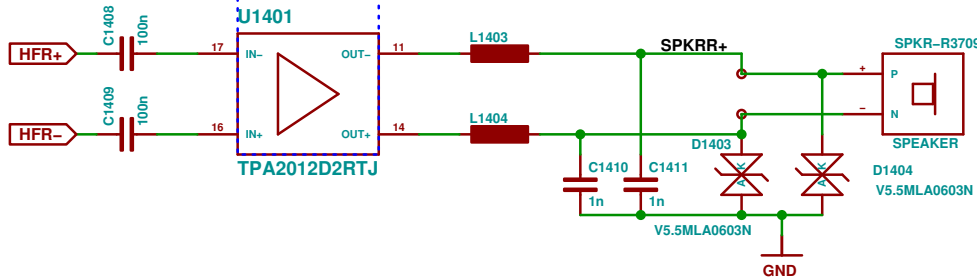 U1401
HFR+
C1408
100n
17
IN-
OUT-
11
L1403
SPKRR+
SPKR-R3709
+
P
HFR-
C1409
100n
16
IN+
OUT+
14
L1404
-
N
SPEAKER
TPA2012D2RTJ
C1410
1n
C1411
1n
D1403
A K
V5.5MLA0603N
A K
D1404
V5.5MLA0603N
GND